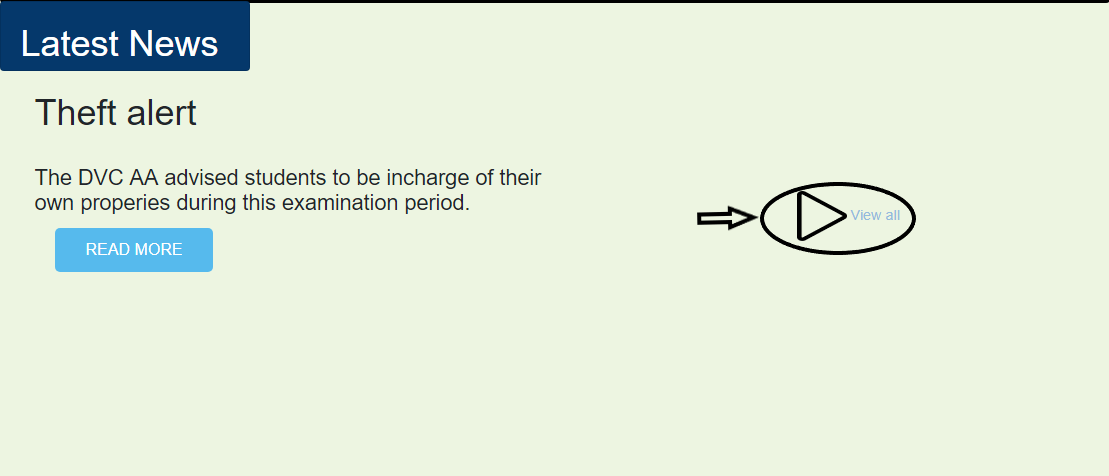 Latest News
Theft alert
The DVC AA advised students to be incharge of their
own properies during this examination period.
View all
READ MORE